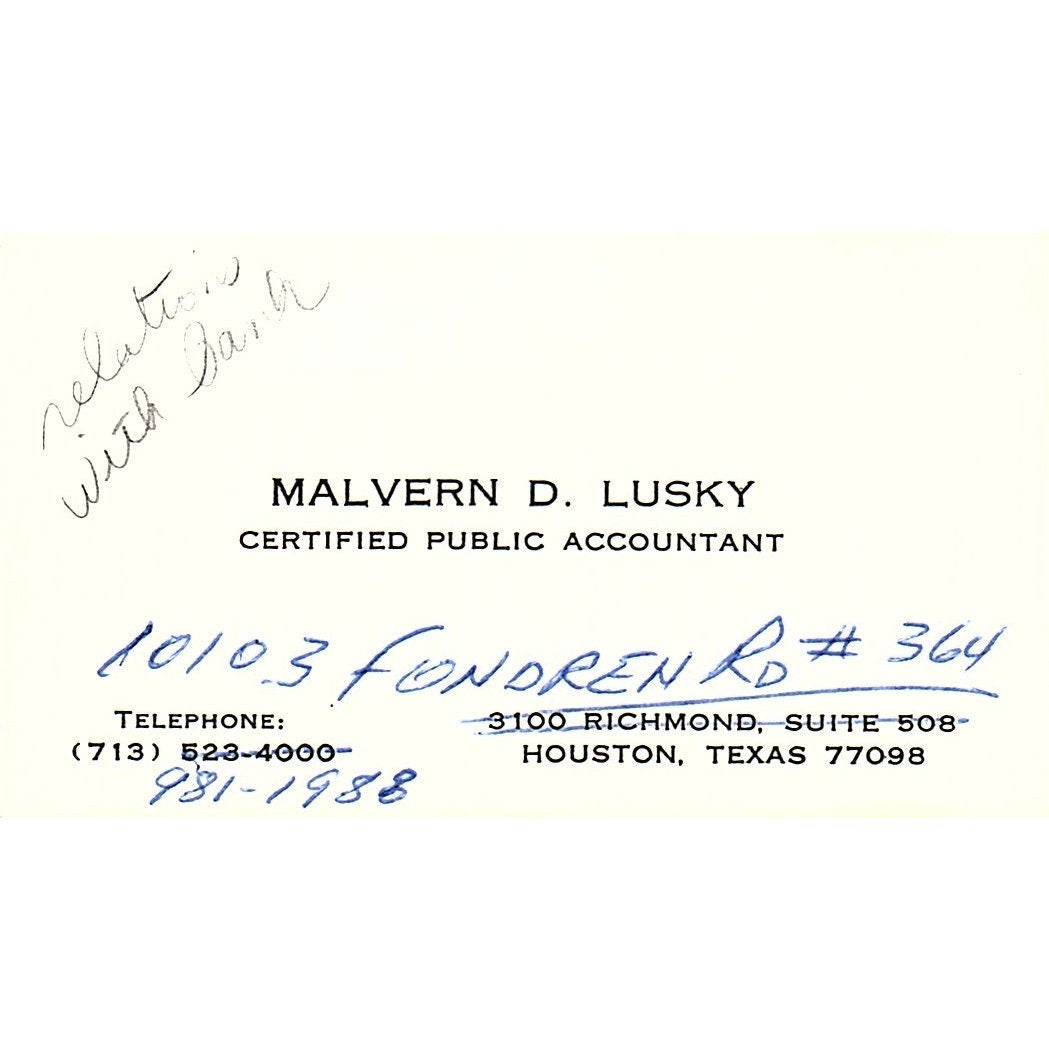 relations
with Bank
MALVERN D. LUSKY
CERTIFIED PUBLIC ACCOUNTANT
10103 FONDREN RD # 364
TELEPHONE:
(713) 523-4000
981-1988
3100 RICHMOND, SUITE 508
HOUSTON, TEXAS 77098